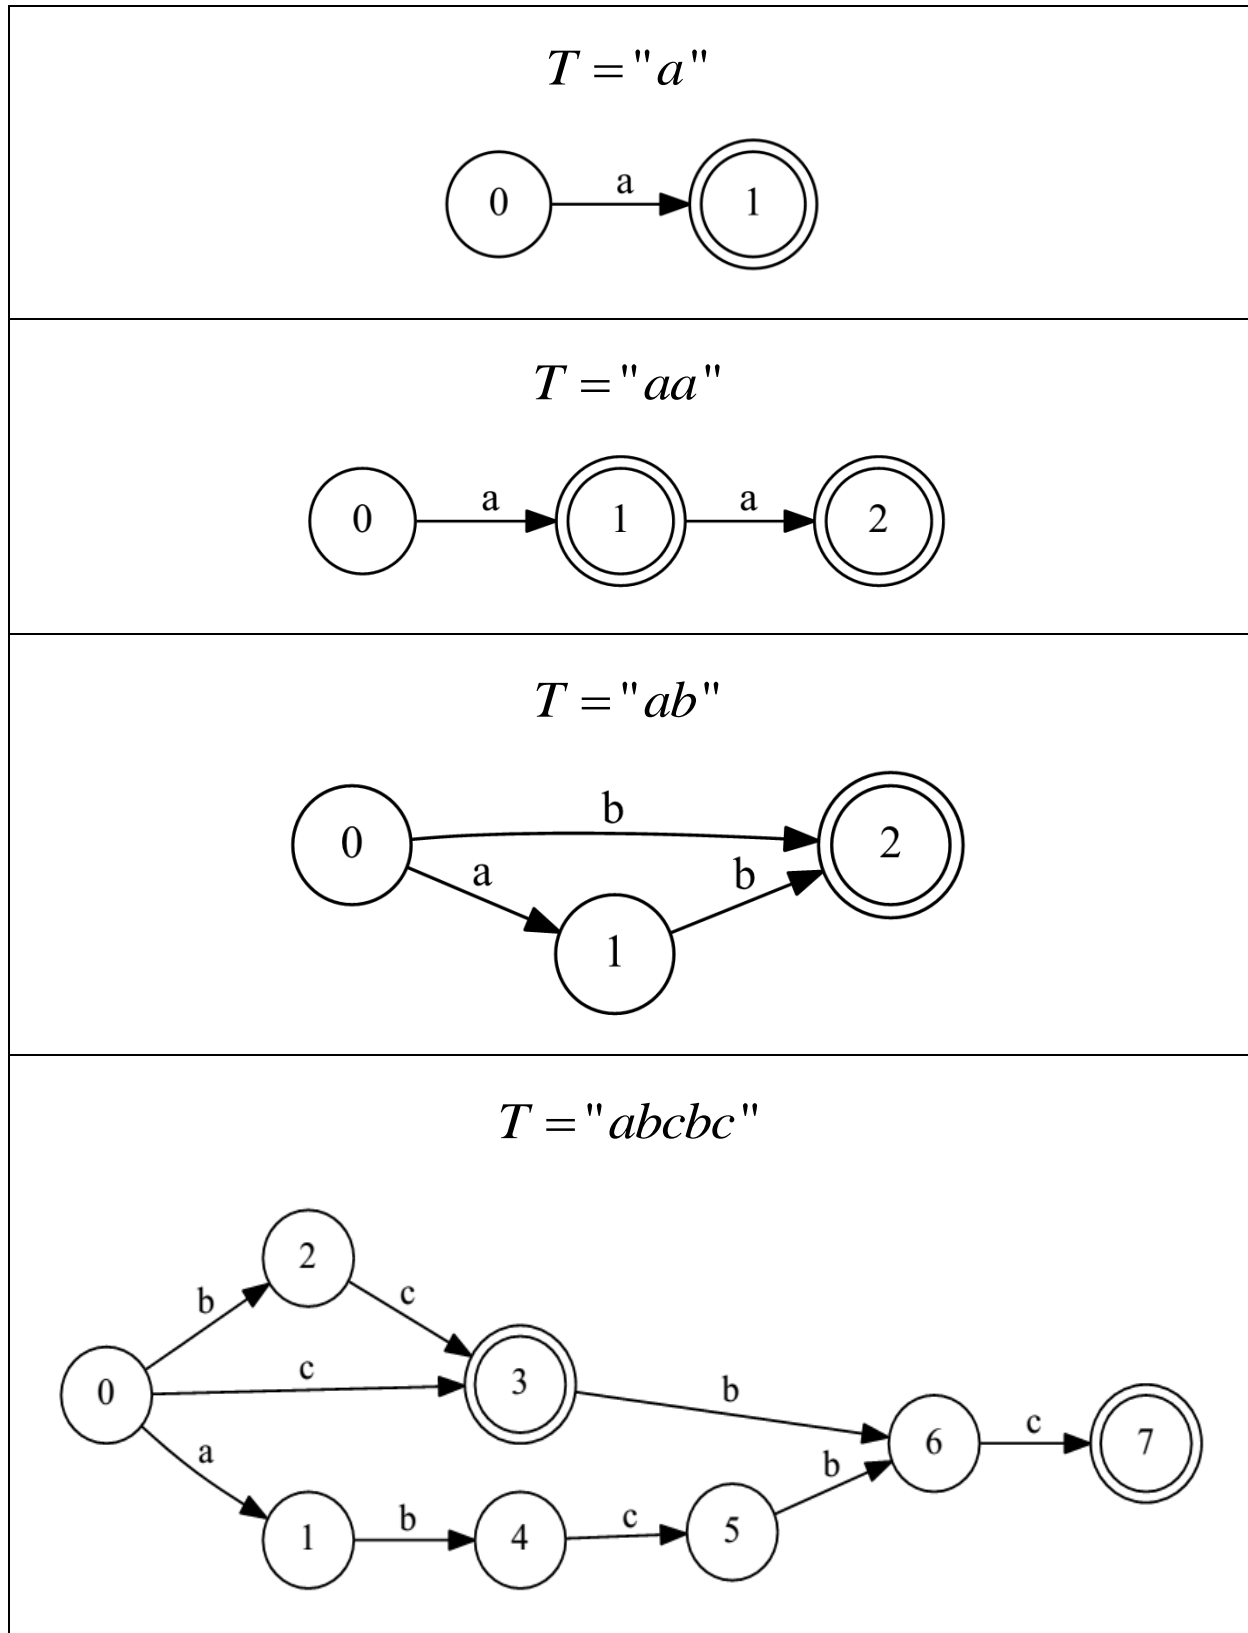 T = "a"
0 a 1
T = "aa"
0 a 1 a 2
T = "ab"
b
0 2
a b
1
T = "abcbc"
2
b c
0 c 3 b
6 c 7
a b
1 b 4 c 5